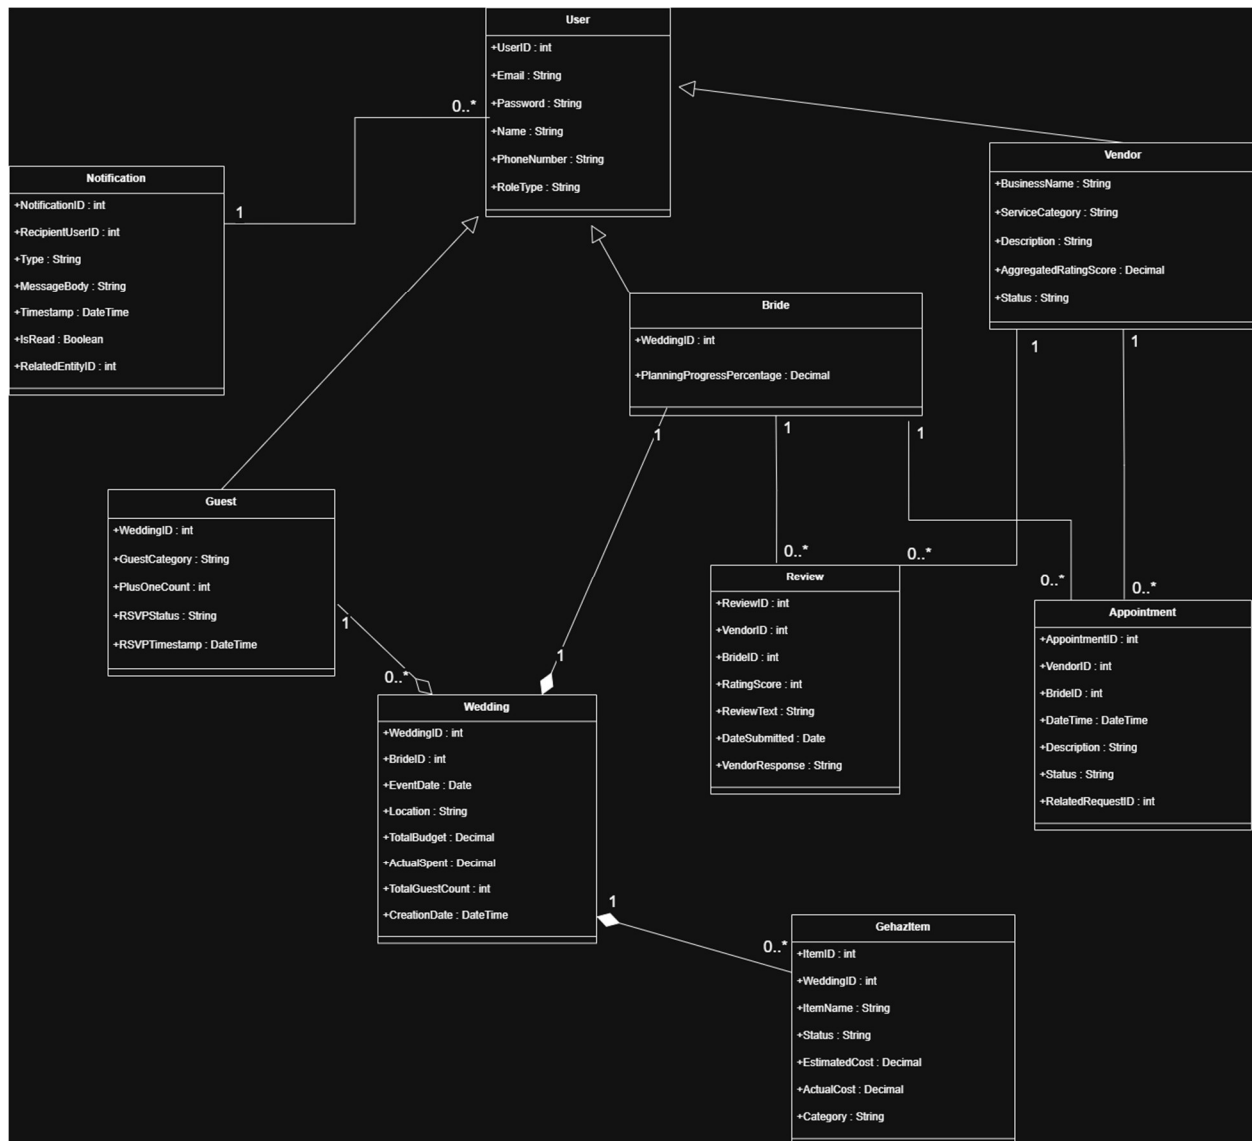 User
+UserID : int
+Email : String
+Password : String
+Name : String
+PhoneNumber : String
+RoleType : String
0..*
1
Notification
+NotificationID : int
+RecipientUserID : int
+Type : String
+MessageBody : String
+Timestamp : DateTime
+IsRead : Boolean
+RelatedEntityID : int
Vendor
+BusinessName : String
+ServiceCategory : String
+Description : String
+AggregatedRatingScore : Decimal
+Status : String
1
1
Bride
+WeddingID : int
+PlanningProgressPercentage : Decimal
1
1
1
Guest
+WeddingID : int
+GuestCategory : String
+PlusOneCount : int
+RSVPStatus : String
+RSVPTimestamp : DateTime
1
0..*
1
0..*
0..*
0..*
0..*
Review
+ReviewID : int
+VendorID : int
+BrideID : int
+RatingScore : int
+ReviewText : String
+DateSubmitted : Date
+VendorResponse : String
Appointment
+AppointmentID : int
+VendorID : int
+BrideID : int
+DateTime : DateTime
+Description : String
+Status : String
+RelatedRequestID : int
Wedding
+WeddingID : int
+BrideID : int
+EventDate : Date
+Location : String
+TotalBudget : Decimal
+ActualSpent : Decimal
+TotalGuestCount : int
+CreationDate : DateTime
1
0..*
GehazItem
+ItemID : int
+WeddingID : int
+ItemName : String
+Status : String
+EstimatedCost : Decimal
+ActualCost : Decimal
+Category : String